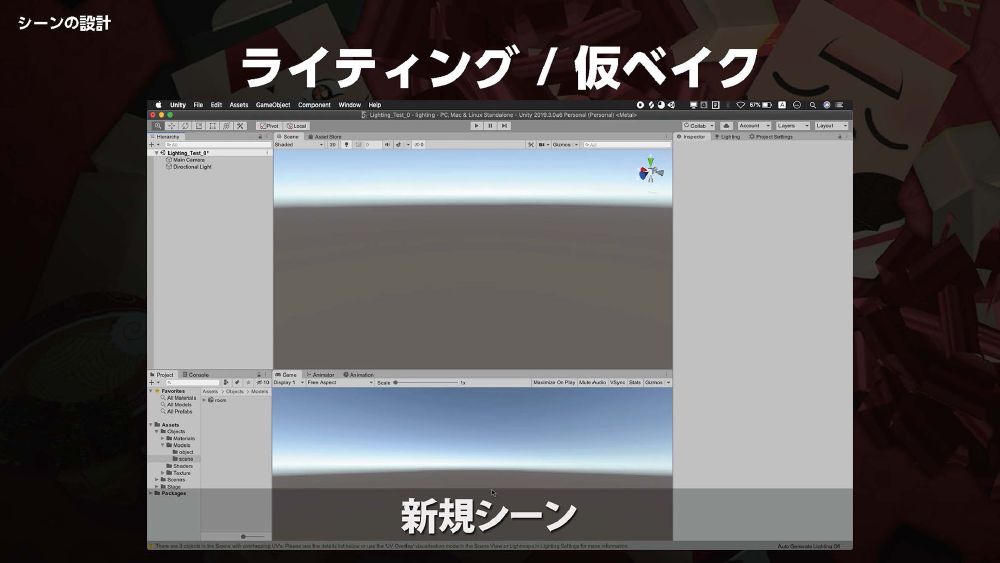 シーンの設計
ライティング / 仮ベイク
Unity File Edit Assets GameObject Component Window Help
67%
Lighting_Test_0 - lighting - PC, Mac & Linux Standalone - Unity 2019.3.0a6 Personal (Personal) <Metal>
Pivot Local
Collab Account Layers Layout
Hierarchy
Scene Asset Store
Inspector Lighting Project Settings
All
Shaded 2D 0 Gizmos All
Lighting_Test_0*
Main Camera
Directional Light
Project Console
Game Animator Animation
Display 1 Free Aspect Scale 1x
Maximize On Play Mute Audio VSync Stats Gizmos
Favorites
All Materials
All Models
All Prefabs
Assets > Objects > Models
room
Assets
Objects
Materials
Models
object
scene
Shaders
Texture
Scenes
Stage
Packages
新規シーン
There are 3 objects in the Scene with overlapping UV's. Please see the details list below or use the 'UV Overlap' visualisation mode in the Scene View or Lightmaps in Lighting Settings for more information.
Auto Generate Lighting Off